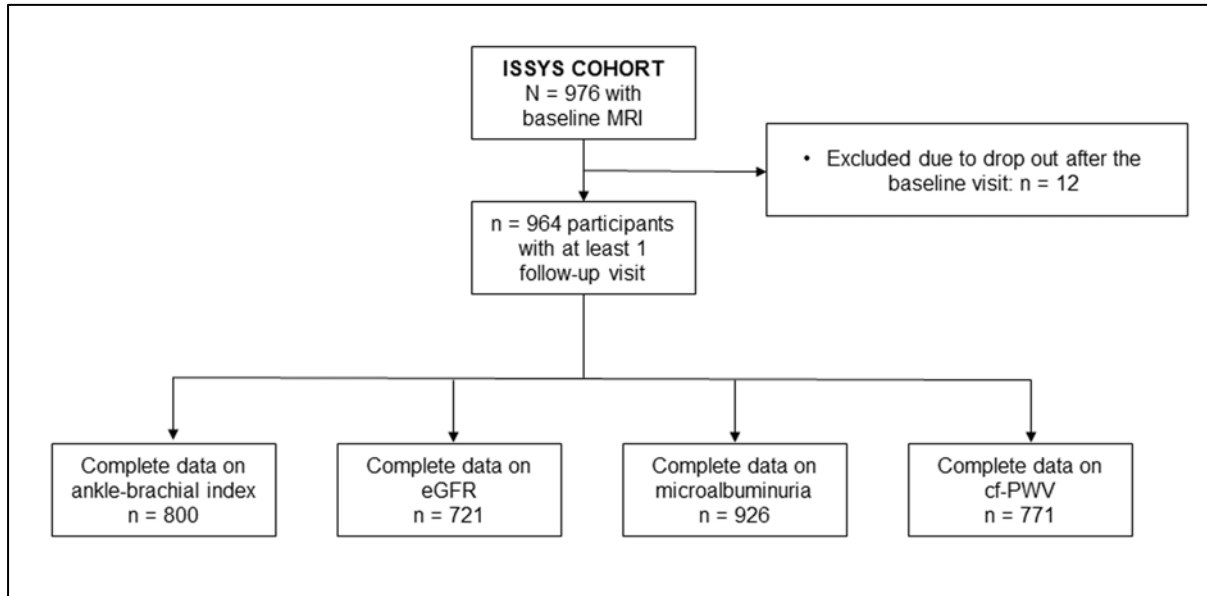 ISSYS COHORT
N = 976 with
baseline MRI
• Excluded due to drop out after the
baseline visit: n = 12
n = 964 participants
with at least 1
follow-up visit
Complete data on
ankle-brachial index
n = 800
Complete data on
eGFR
n = 721
Complete data on
microalbuminuria
n = 926
Complete data on
cf-PWV
n = 771